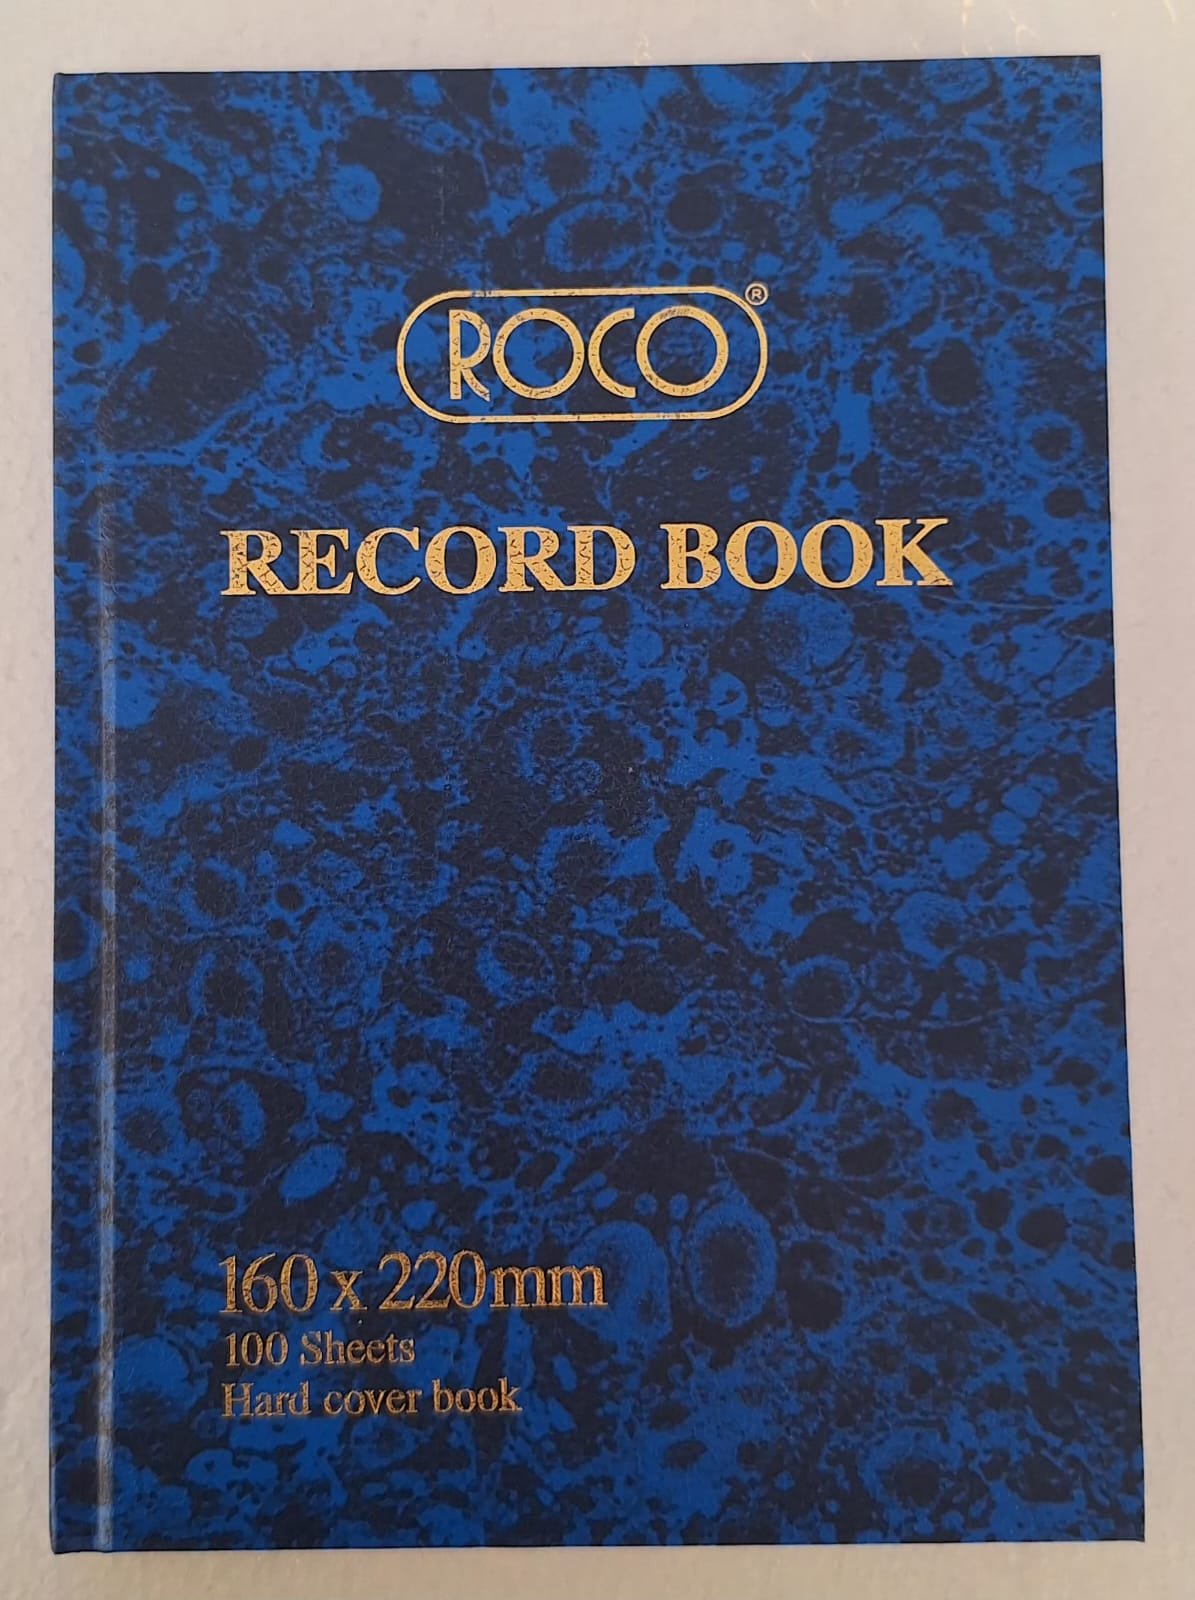 ROCO®
RECORD BOOK
160 x 220mm
100 Sheets
Hard cover book